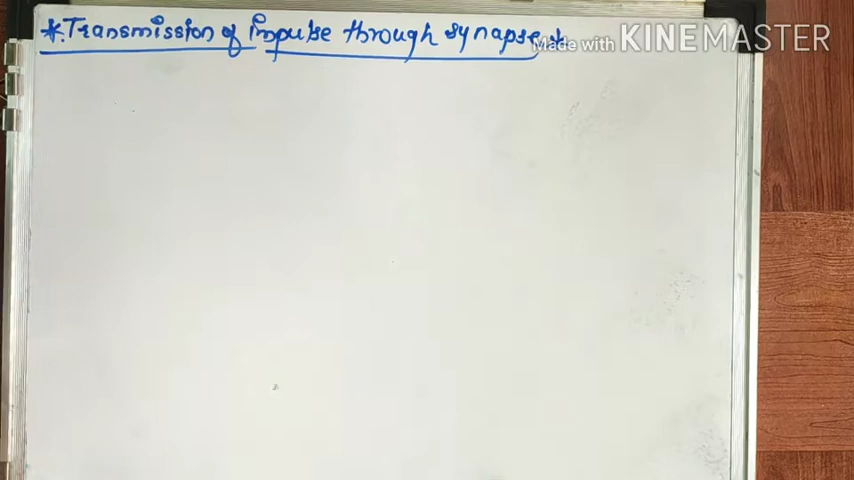 *.Transmission of impulse through synapse *
Made with KINEMASTER